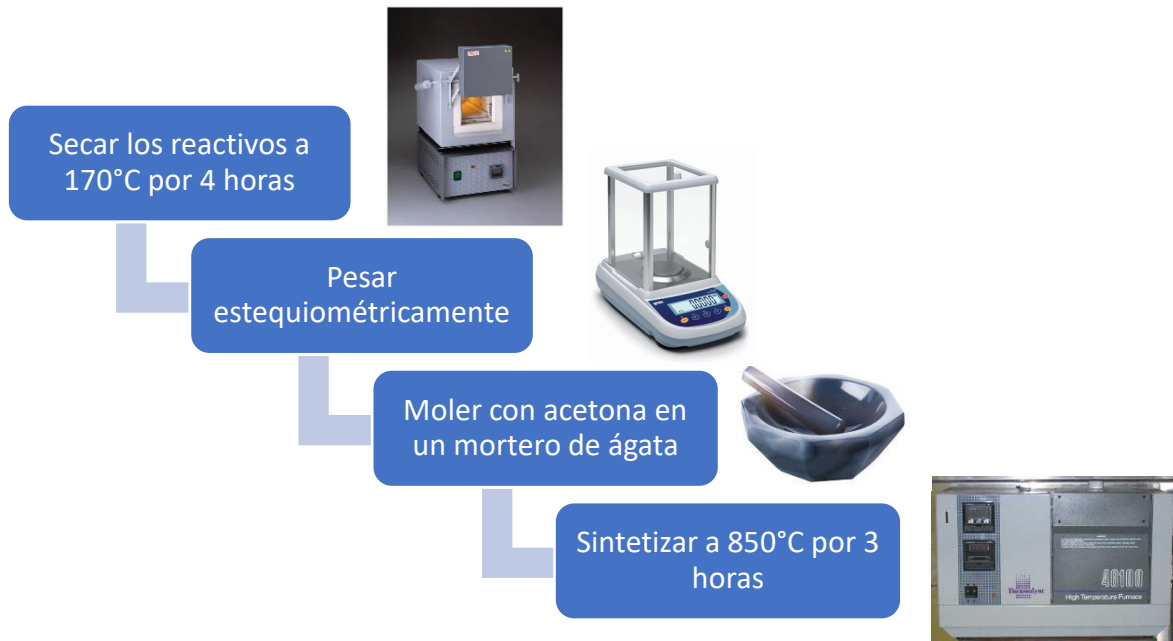 Secar los reactivos a
170°C por 4 horas
Pesar
estequiométricamente
Moler con acetona en
un mortero de ágata
Sintetizar a 850°C por 3
horas
Thermolyne
46100
High Temperature Furnace